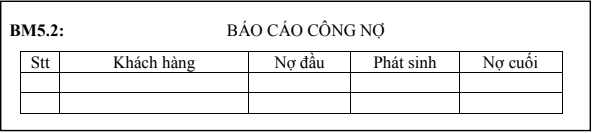 BM5.2: BÁO CÁO CÔNG NỢ
Stt Khách hàng Nợ đầu Phát sinh Nợ cuối